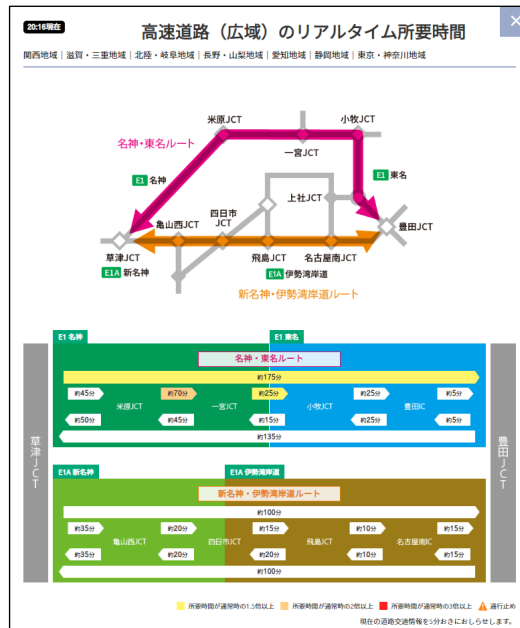 20:16現在
高速道路（広域）のリアルタイム所要時間
×
関西地域｜滋賀・三重地域｜北陸・岐阜地域｜長野・山梨地域｜愛知地域｜静岡地域｜東京・神奈川地域
米原JCT
小牧JCT
名神・東名ルート
一宮JCT
E1 名神
E1 東名
四日市JCT
上社JCT
亀山西JCT
豊田JCT
草津JCT
飛島JCT
名古屋南JCT
E1A 新名神
E1A 伊勢湾岸道
新名神・伊勢湾岸道ルート
E1 名神
E1 東名
名神・東名ルート
約175分
約45分
約70分
約25分
約25分
約5分
米原JCT
一宮JCT
小牧JCT
豊田IC
約50分
約45分
約15分
約25分
約5分
約135分
草津JCT
豊田JCT
E1A 新名神
E1A 伊勢湾岸道
新名神・伊勢湾岸道ルート
約100分
約35分
約20分
約15分
約10分
約15分
亀山西JCT
四日市JCT
飛島JCT
名古屋南IC
約35分
約20分
約20分
約10分
約15分
約100分
所要時間が通常時の1.5倍以上
所要時間が通常時の2倍以上
所要時間が通常時の3倍以上
通行止め
現在の道路交通情報を5分おきにおしらせします。